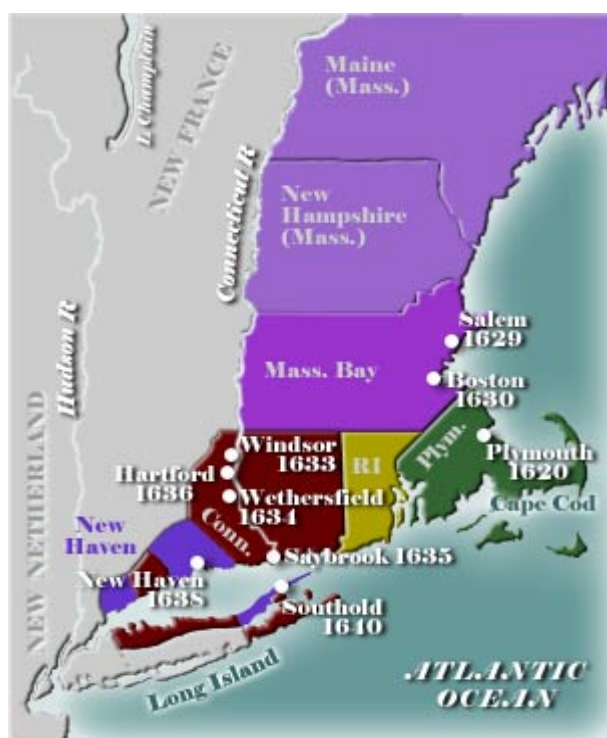 Maine
(Mass.)
L. Champlain
NEW FRANCE
New
Hampshire
(Mass.)
Connecticut R
Hudson R
Salem
1629
Mass. Bay
Boston
1630
Plym.
Plymouth
1620
Windsor
1633
RI
Hartford
1636
Wethersfield
1634
Cape Cod
NEW NETHERLAND
New
Haven
Conn.
Saybrook 1635
New Haven
1638
Southold
1640
Long Island
ATLANTIC
OCEAN